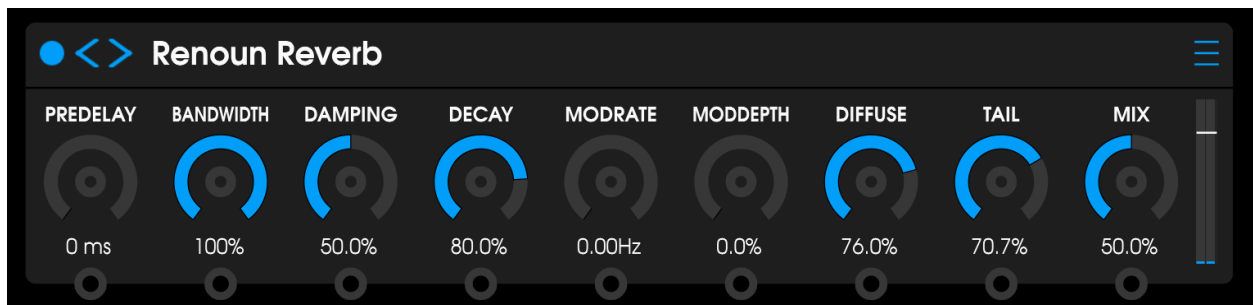 Renoun Reverb
PREDELAY BANDWIDTH DAMPING DECAY MODRATE MODDEPTH DIFFUSE TAIL MIX
0 ms 100% 50.0% 80.0% 0.00Hz 0.0% 76.0% 70.7% 50.0%